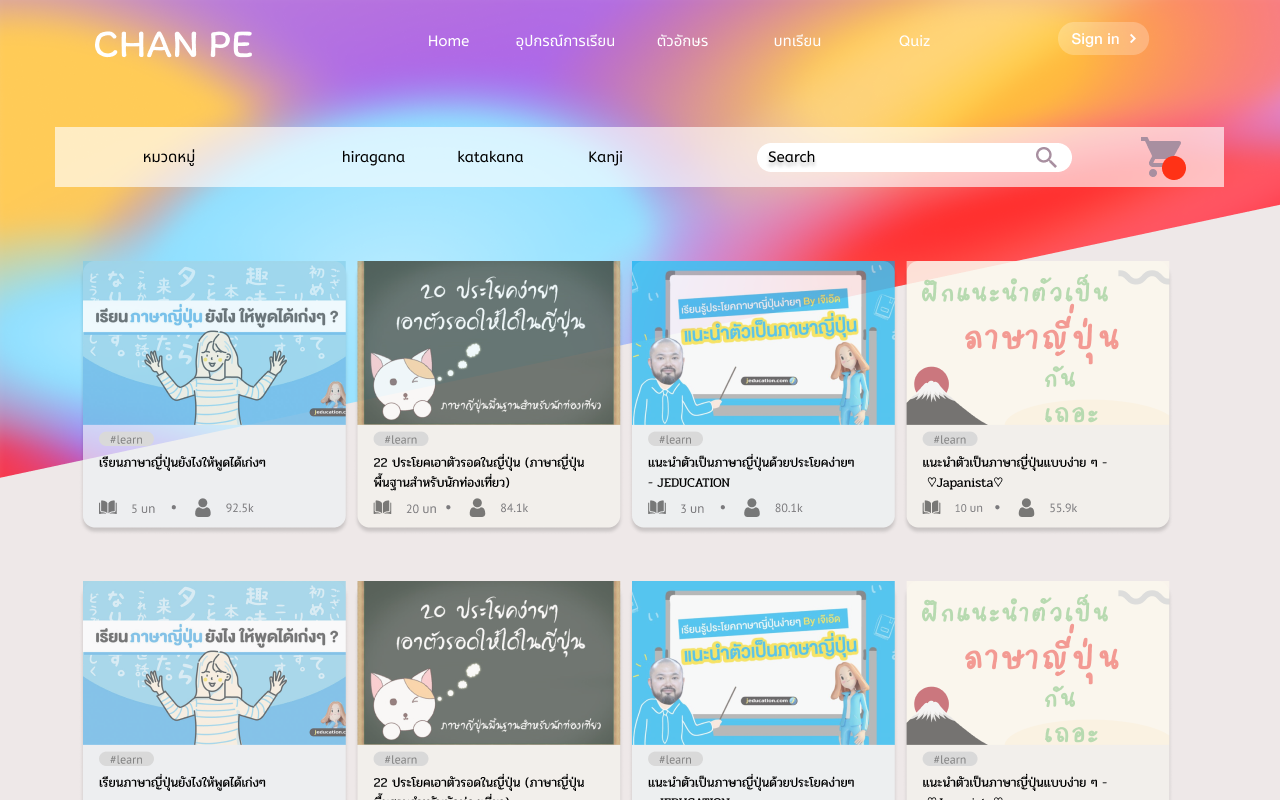 CHAN PE
Home อุปกรณ์การเรียน ตัวอักษร บทเรียน Quiz
Sign in
หมวดหมู่ hiragana katakana Kanji
Search
เรียนภาษาญี่ปุ่นยังไง ให้พูดได้เก่งๆ ?
#learn
เรียนภาษาญี่ปุ่นยังไงให้พูดได้เก่งๆ
5 บท • 92.5k
20 ประโยคง่ายๆ
เอาตัวรอดให้ได้ในญี่ปุ่น
ภาษาญี่ปุ่นพื้นฐานสำหรับนักท่องเที่ยว
#learn
22 ประโยคเอาตัวรอดในญี่ปุ่น (ภาษาญี่ปุ่น
พื้นฐานสำหรับนักท่องเที่ยว)
20 บท • 84.1k
เรียนรู้ประโยคภาษาญี่ปุ่นง่ายๆ By เจ๊เอ็ด
แนะนำตัวเป็นภาษาญี่ปุ่น
jeducation.com
#learn
แนะนำตัวเป็นภาษาญี่ปุ่นด้วยประโยคง่ายๆ
- JEDUCATION
3 บท • 80.1k
ฝึกแนะนำตัวเป็น
ภาษาญี่ปุ่น
กัน
เถอะ
#learn
แนะนำตัวเป็นภาษาญี่ปุ่นแบบง่าย ๆ -
♡Japanista♡
10 บท • 55.9k
เรียนภาษาญี่ปุ่นยังไง ให้พูดได้เก่งๆ ?
#learn
เรียนภาษาญี่ปุ่นยังไงให้พูดได้เก่งๆ
20 ประโยคง่ายๆ
เอาตัวรอดให้ได้ในญี่ปุ่น
ภาษาญี่ปุ่นพื้นฐานสำหรับนักท่องเที่ยว
#learn
22 ประโยคเอาตัวรอดในญี่ปุ่น (ภาษาญี่ปุ่น
เรียนรู้ประโยคภาษาญี่ปุ่นง่ายๆ By เจ๊เอ็ด
แนะนำตัวเป็นภาษาญี่ปุ่น
jeducation.com
#learn
แนะนำตัวเป็นภาษาญี่ปุ่นด้วยประโยคง่ายๆ
ฝึกแนะนำตัวเป็น
ภาษาญี่ปุ่น
กัน
เถอะ
#learn
แนะนำตัวเป็นภาษาญี่ปุ่นแบบง่าย ๆ -